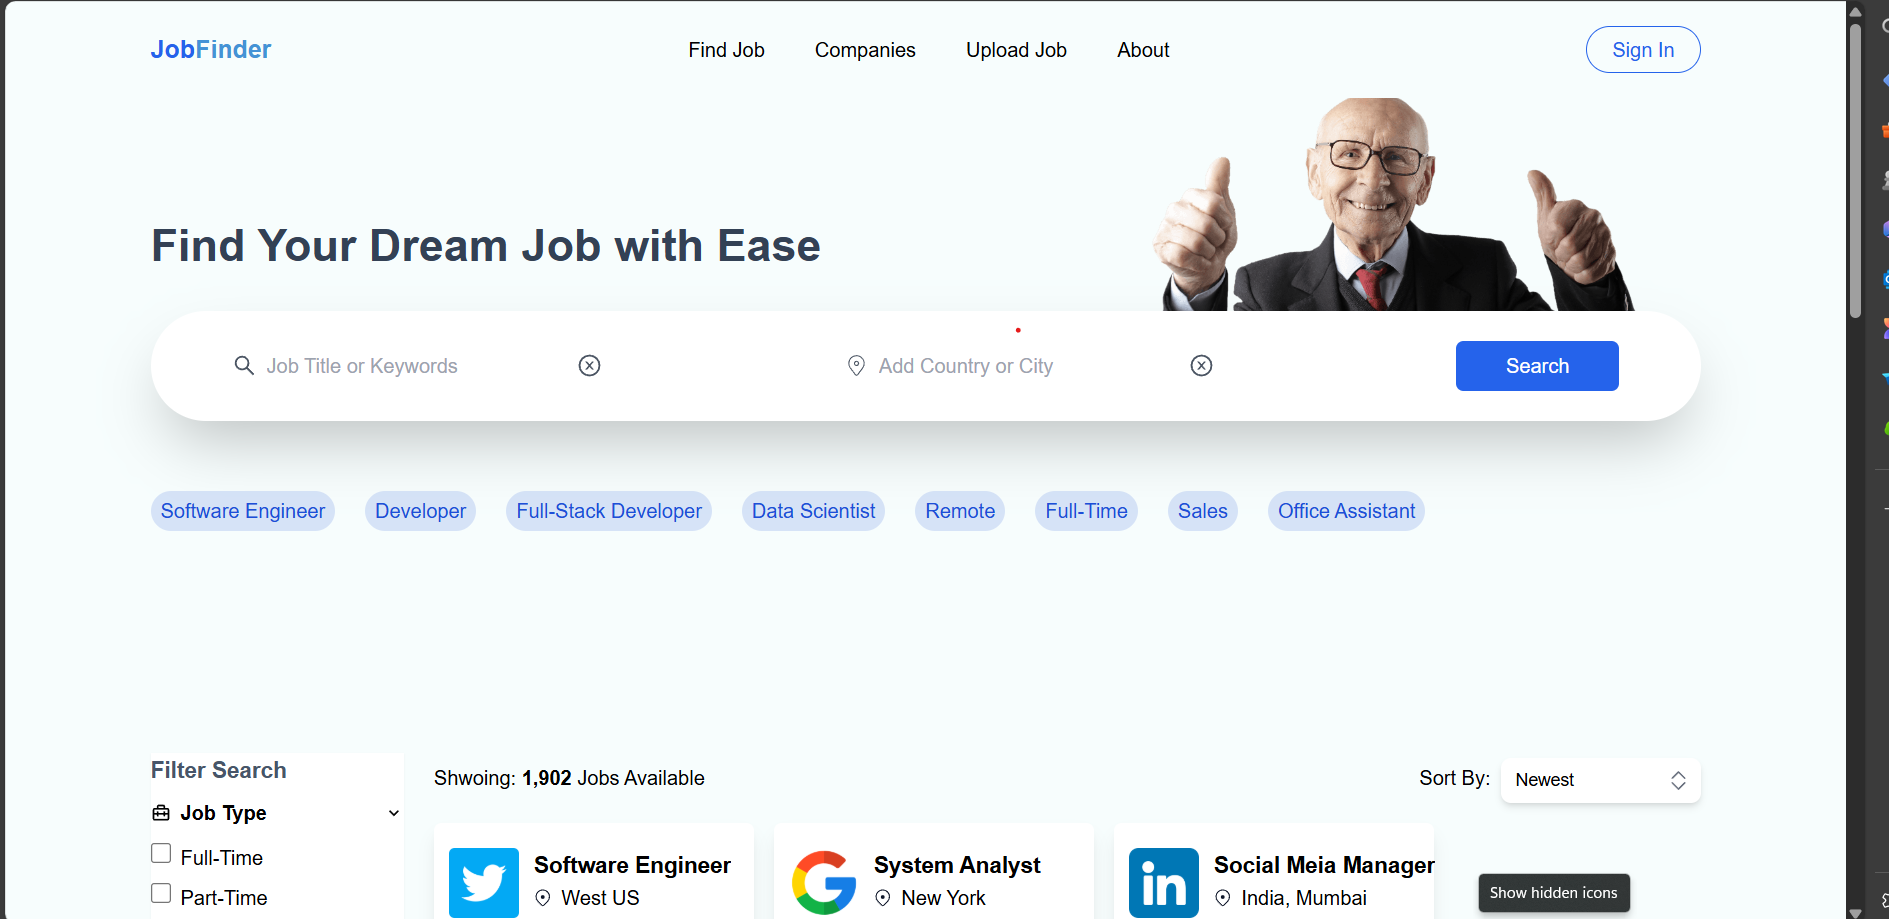 JobFinder
Find Job Companies Upload Job About
Sign In
Find Your Dream Job with Ease
Job Title or Keywords
Add Country or City
Search
Software Engineer Developer Full-Stack Developer Data Scientist Remote Full-Time Sales Office Assistant
Filter Search
Job Type
Full-Time
Part-Time
Shwoing: 1,902 Jobs Available
Sort By: Newest
Software Engineer
West US
System Analyst
New York
in
Social Meia Manager
India, Mumbai
Show hidden icons